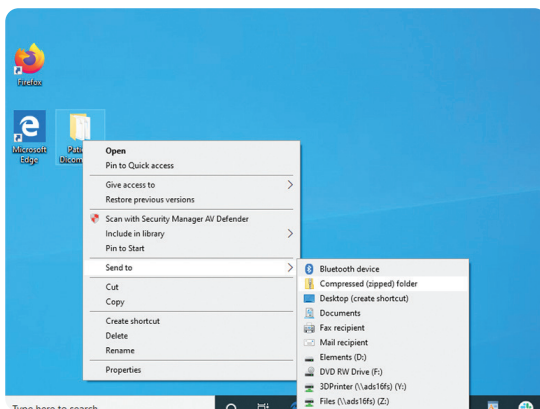 Firefox
Microsoft
Edge
Dicom
Open
Pin to Quick access
Give access to
Restore previous versions
Scan with Security Manager AV Defender
Include in library
Pin to Start
Send to
Cut
Copy
Create shortcut
Delete
Rename
Properties
Bluetooth device
Compressed (zipped) folder
Desktop (create shortcut)
Documents
Fax recipient
Mail recipient
Elements (D:)
DVD RW Drive (F:)
3DPrinter (\\ads16fs) (Y:)
Files (\\ads16fs) (Z:)
Type here to search